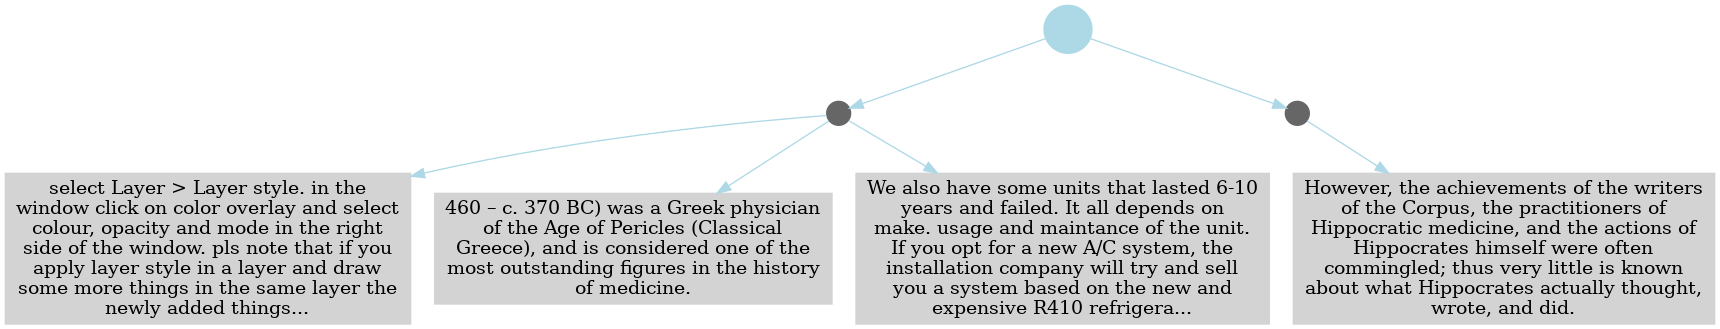 select Layer > Layer style. in the
window click on color overlay and select
colour, opacity and mode in the right
side of the window. pls note that if you
apply layer style in a layer and draw
some more things in the same layer the
newly added things...
460 – c. 370 BC) was a Greek physician
of the Age of Pericles (Classical
Greece), and is considered one of the
most outstanding figures in the history
of medicine.
We also have some units that lasted 6-10
years and failed. It all depends on
make. usage and maintance of the unit.
If you opt for a new A/C system, the
installation company will try and sell
you a system based on the new and
expensive R410 refrigera...
However, the achievements of the writers
of the Corpus, the practitioners of
Hippocratic medicine, and the actions of
Hippocrates himself were often
commingled; thus very little is known
about what Hippocrates actually thought,
wrote, and did.